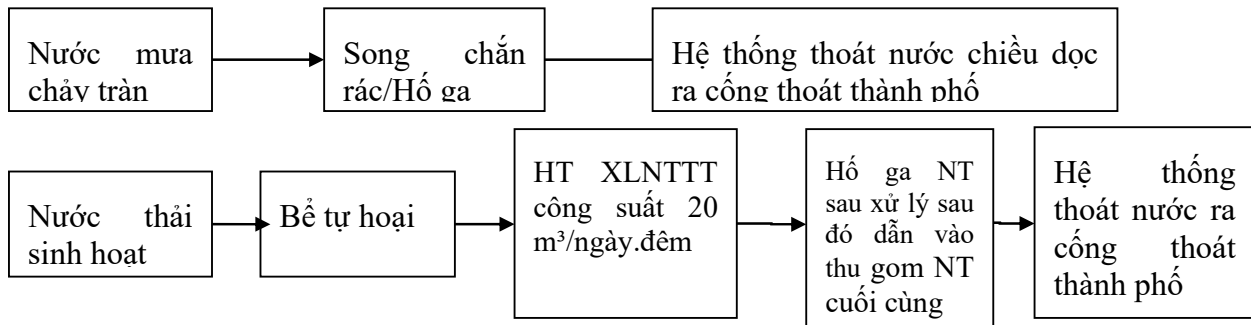 Nước mưa
chảy tràn
Song chắn
rác/Hố ga
Hệ thống thoát nước chiều dọc
ra cống thoát thành phố
Nước thải
sinh hoạt
Bể tự hoại
HT XLNTTT
công suất 20
m³/ngày.đêm
Hố ga NT
sau xử lý sau
đó dẫn vào
thu gom NT
cuối cùng
Hệ thống
thoát nước ra
cống thoát
thành phố